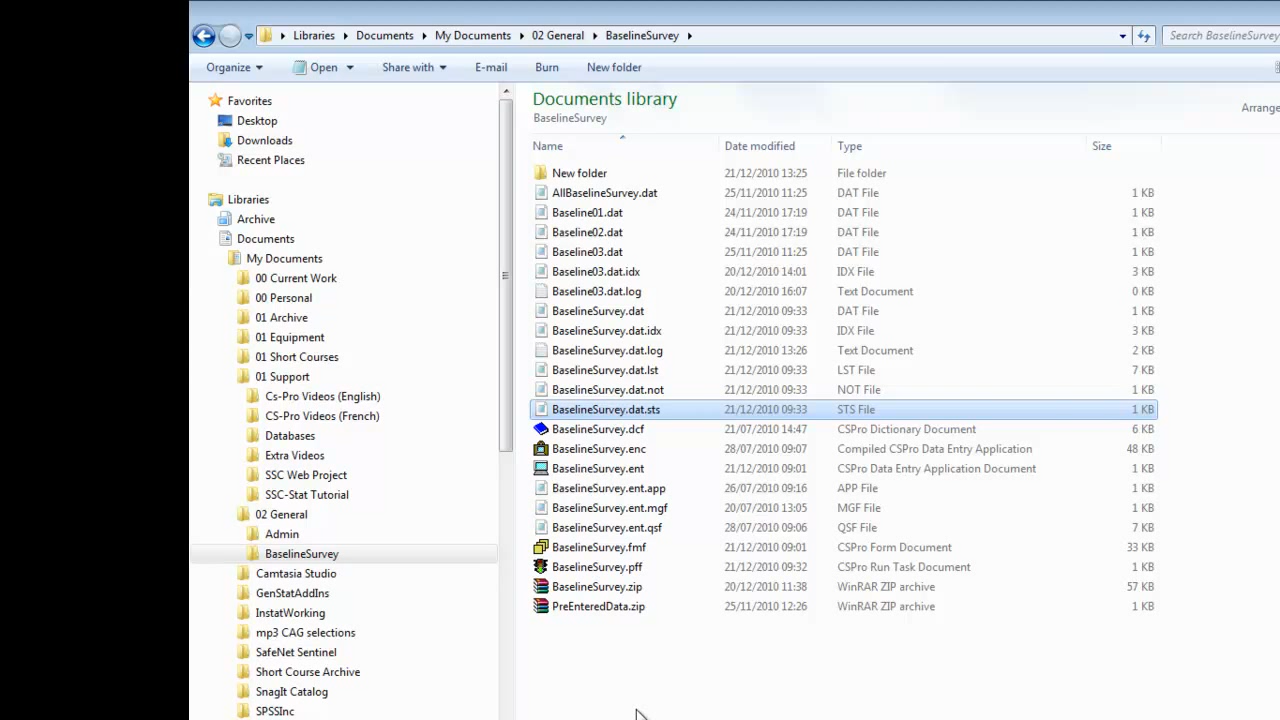 Libraries Documents My Documents 02 General BaselineSurvey Search BaselineSurvey
Organize Open Share with E-mail Burn New folder
Favorites
Desktop
Downloads
Recent Places
Libraries
Archive
Documents
My Documents
00 Current Work
00 Personal
01 Archive
01 Equipment
01 Short Courses
01 Support
Cs-Pro Videos (English)
CS-Pro Videos (French)
Databases
Extra Videos
SSC Web Project
SSC-Stat Tutorial
02 General
Admin
BaselineSurvey
Camtasia Studio
GenStatAddIns
InstatWorking
mp3 CAG selections
SafeNet Sentinel
Short Course Archive
SnagIt Catalog
SPSSInc
Documents library
BaselineSurvey
Arrange
Name Date modified Type Size
New folder 21/12/2010 13:25 File folder
AllBaselineSurvey.dat 25/11/2010 11:25 DAT File 1 KB
Baseline01.dat 24/11/2010 17:19 DAT File 1 KB
Baseline02.dat 24/11/2010 17:19 DAT File 1 KB
Baseline03.dat 25/11/2010 11:25 DAT File 1 KB
Baseline03.dat.idx 20/12/2010 14:01 IDX File 3 KB
Baseline03.dat.log 20/12/2010 16:07 Text Document 0 KB
BaselineSurvey.dat 21/12/2010 09:33 DAT File 1 KB
BaselineSurvey.dat.idx 21/12/2010 09:33 IDX File 3 KB
BaselineSurvey.dat.log 21/12/2010 13:26 Text Document 2 KB
BaselineSurvey.dat.lst 21/12/2010 09:33 LST File 7 KB
BaselineSurvey.dat.not 21/12/2010 09:33 NOT File 1 KB
BaselineSurvey.dat.sts 21/12/2010 09:33 STS File 1 KB
BaselineSurvey.dcf 21/07/2010 14:47 CSPro Dictionary Document 6 KB
BaselineSurvey.enc 28/07/2010 09:07 Compiled CSPro Data Entry Application 48 KB
BaselineSurvey.ent 21/12/2010 09:01 CSPro Data Entry Application Document 1 KB
BaselineSurvey.ent.app 26/07/2010 09:16 APP File 1 KB
BaselineSurvey.ent.mgf 20/07/2010 13:05 MGF File 1 KB
BaselineSurvey.ent.qsf 28/07/2010 09:06 QSF File 7 KB
BaselineSurvey.fmf 21/12/2010 09:01 CSPro Form Document 33 KB
BaselineSurvey.pff 21/12/2010 09:32 CSPro Run Task Document 1 KB
BaselineSurvey.zip 20/12/2010 11:38 WinRAR ZIP archive 57 KB
PreEnteredData.zip 25/11/2010 12:26 WinRAR ZIP archive 1 KB